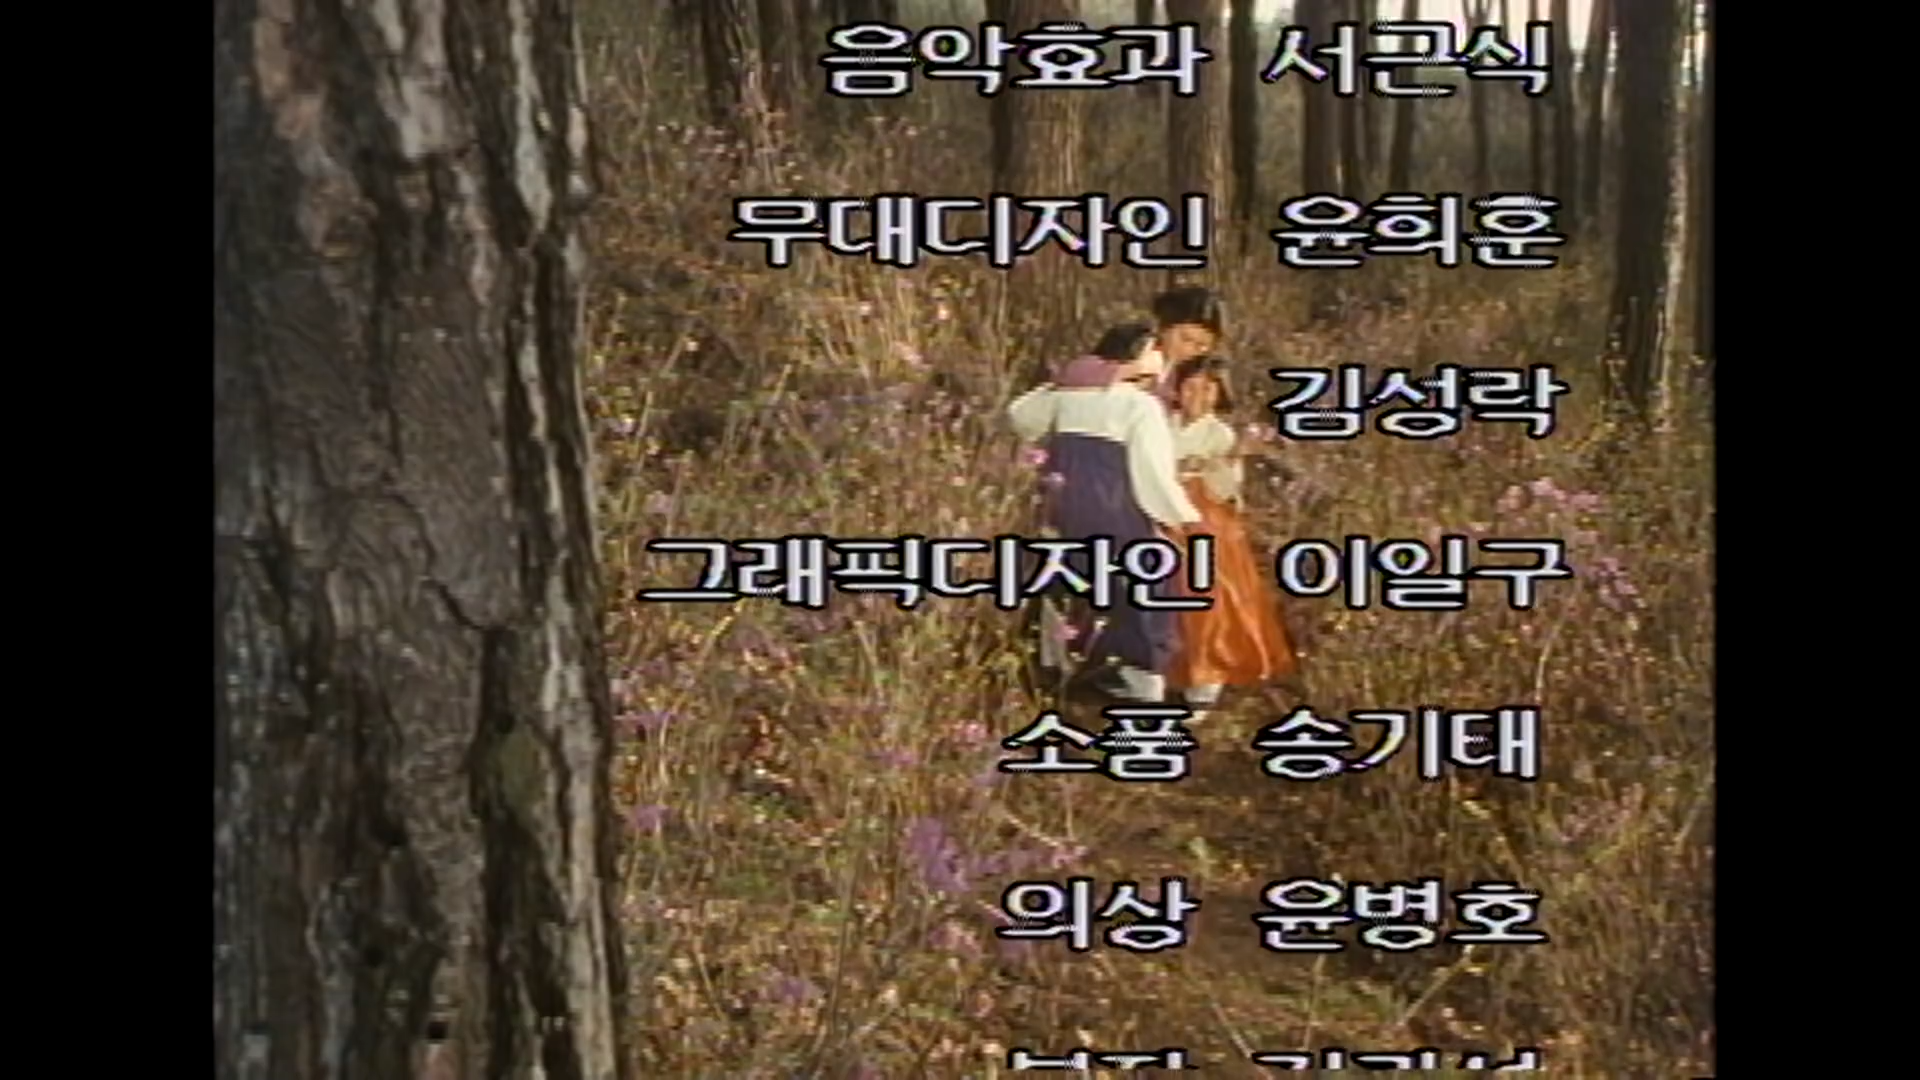 음악효과 서근식
무대디자인 윤희훈
김성락
그래픽디자인 이일구
소품 송기태
의상 윤병호